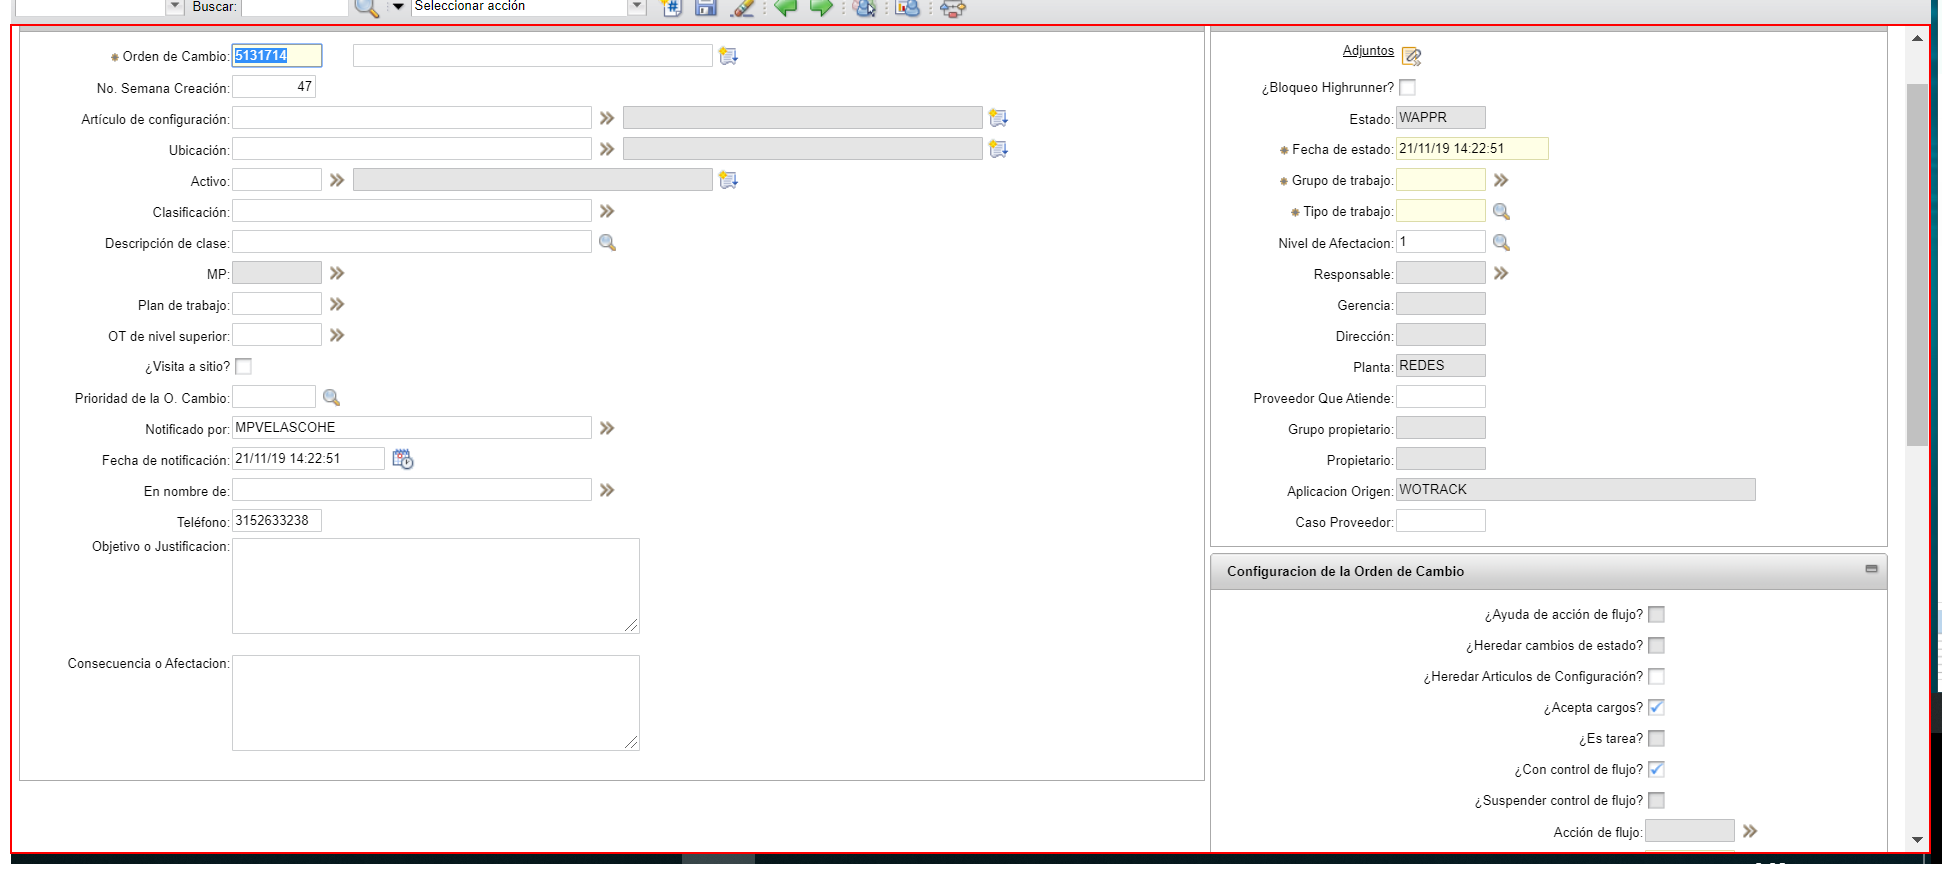 Buscar: Seleccionar acción
Orden de Cambio: 5131714
No. Semana Creación: 47
Artículo de configuración:
Ubicación:
Activo:
Clasificación:
Descripción de clase:
MP:
Plan de trabajo:
OT de nivel superior:
¿Visita a sitio?
Prioridad de la O. Cambio:
Notificado por: MPVELASCOHE
Fecha de notificación: 21/11/19 14:22:51
En nombre de:
Teléfono: 3152633238
Objetivo o Justificacion:
Consecuencia o Afectacion:
Adjuntos
¿Bloqueo Highrunner?
Estado: WAPPR
Fecha de estado: 21/11/19 14:22:51
Grupo de trabajo:
Tipo de trabajo:
Nivel de Afectacion: 1
Responsable:
Gerencia:
Dirección:
Planta: REDES
Proveedor Que Atiende:
Grupo propietario:
Propietario:
Aplicacion Origen: WOTRACK
Caso Proveedor:
Configuracion de la Orden de Cambio
¿Ayuda de acción de flujo?
¿Heredar cambios de estado?
¿Heredar Articulos de Configuración?
¿Acepta cargos?
¿Es tarea?
¿Con control de flujo?
¿Suspender control de flujo?
Acción de flujo: